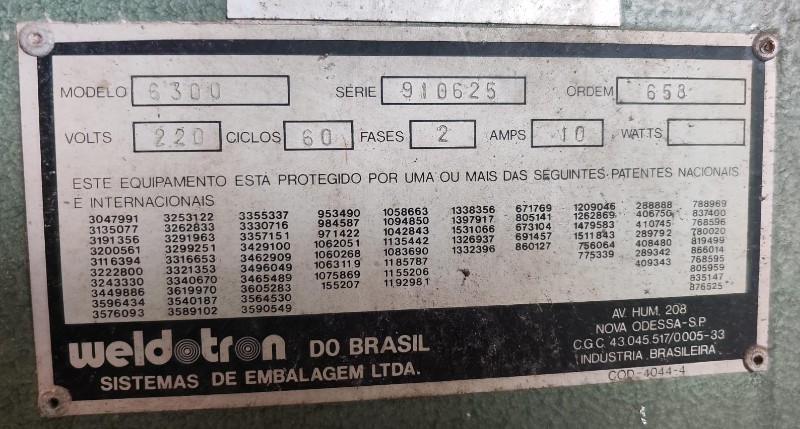 MODELO 6300 SÉRIE 910625 ORDEM 658
VOLTS 220 CICLOS 60 FASES 2 AMPS 10 WATTS
ESTE EQUIPAMENTO ESTÁ PROTEGIDO POR UMA OU MAIS DAS SEGUINTES PATENTES NACIONAIS
E INTERNACIONAIS
3047991 3253122 3355337 953490 1058663 1338356 671769 1209046 288888 788969
3135077 3262833 3330716 984587 1094850 1397917 805141 1262869 406750 837400
3191356 3291963 3357151 971422 1042843 1531066 673104 1479583 410745 768596
3200561 3299251 3429100 1062051 1135442 1326937 691457 1511843 289792 780020
3116394 3316653 3462909 1060268 1083690 1332396 860127 756064 408480 819499
3222800 3321353 3496049 1063119 1185787 775339 289342 866014
3243330 3340670 3465489 1075869 1155206 409343 768595
3449886 3619970 3605283 155207 1192981 805959
3596434 3540187 3564530 835147
3576093 3589102 3590549 876525
weldotron DO BRASIL
SISTEMAS DE EMBALAGEM LTDA.
AV. HUM, 208
NOVA ODESSA-S.P
C.G.C. 43.045.517/0005-33
INDÚSTRIA BRASILEIRA
COD-4044-4